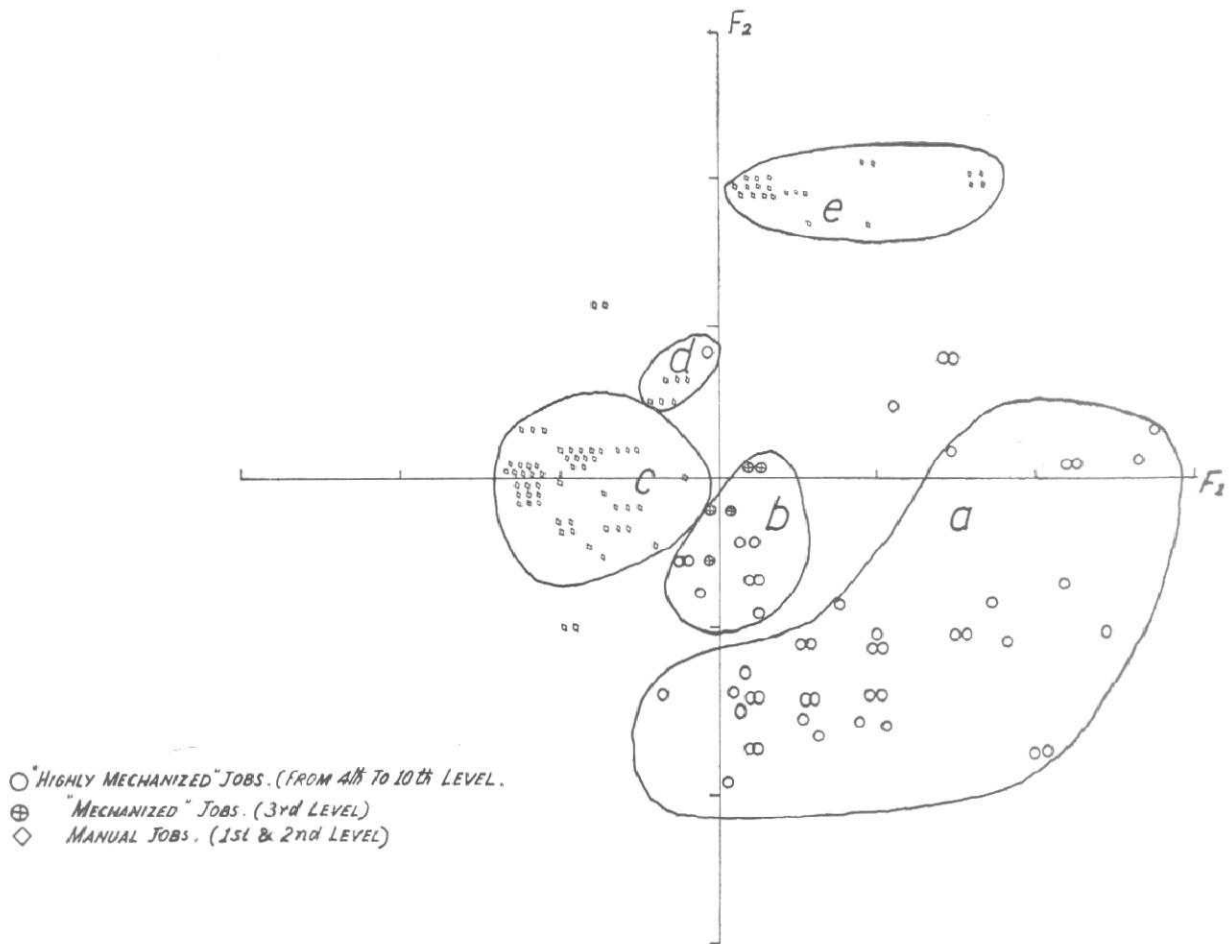 F2
e
d
c
b
a
F1
"HIGHLY MECHANIZED" JOBS. (FROM 4th TO 10th LEVEL.
"MECHANIZED" JOBS. (3rd LEVEL)
MANUAL JOBS. (1st & 2nd LEVEL)